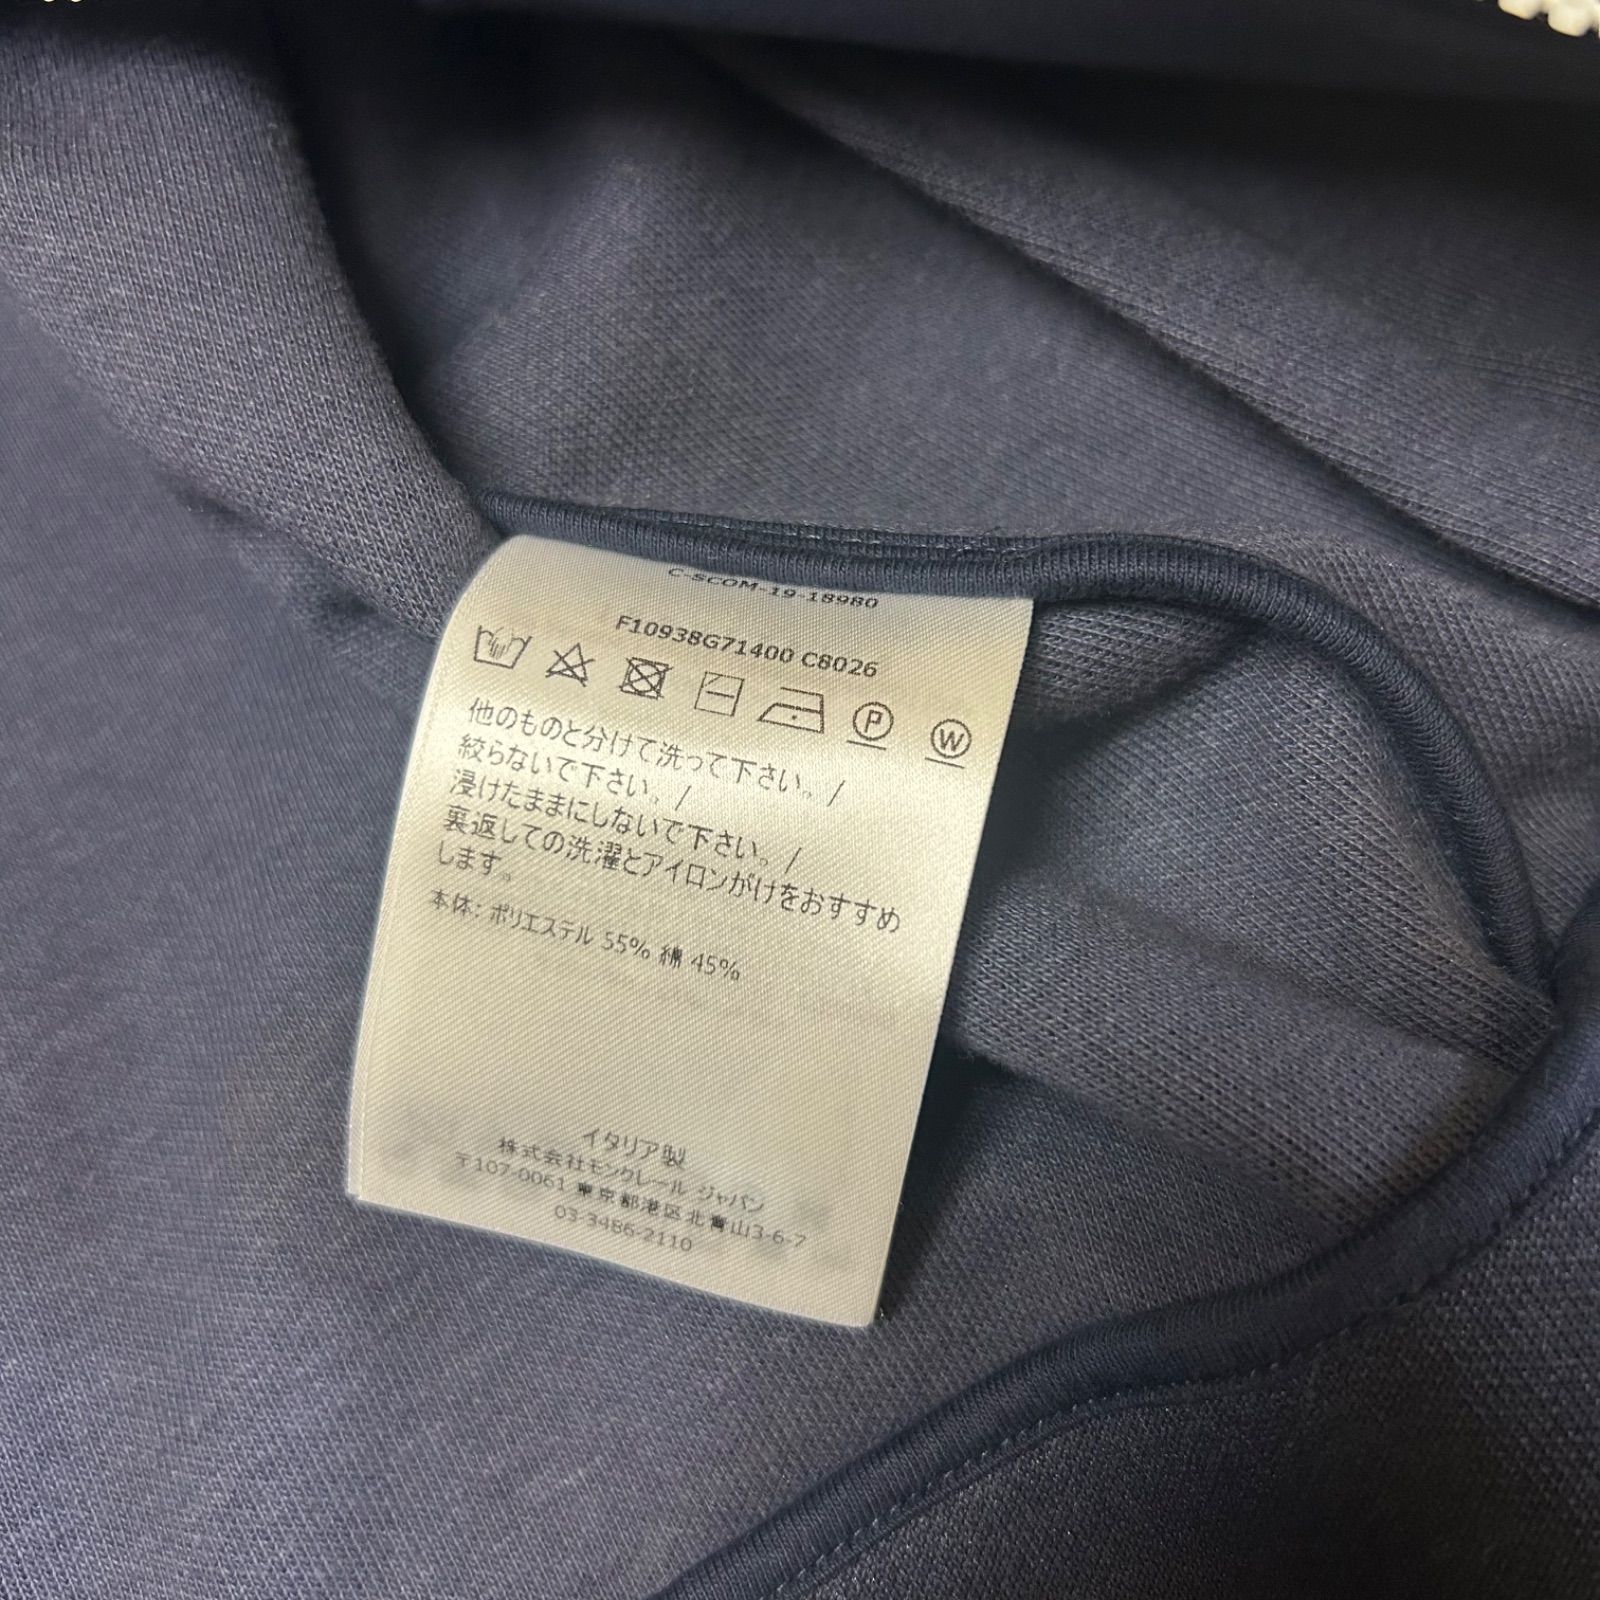 C-SCOM-19-18980
F10938G71400 C8026
P
W
他のものと分けて洗って下さい。/
絞らないで下さい。/
浸けたままにしないで下さい。/
裏返しての洗濯とアイロンがけをおすすめ
します。
本体: ポリエステル 55% 綿 45%
イタリア製
株式会社モンクレール ジャパン
〒107-0061 東京都港区北青山3-6-7
03-3486-2110